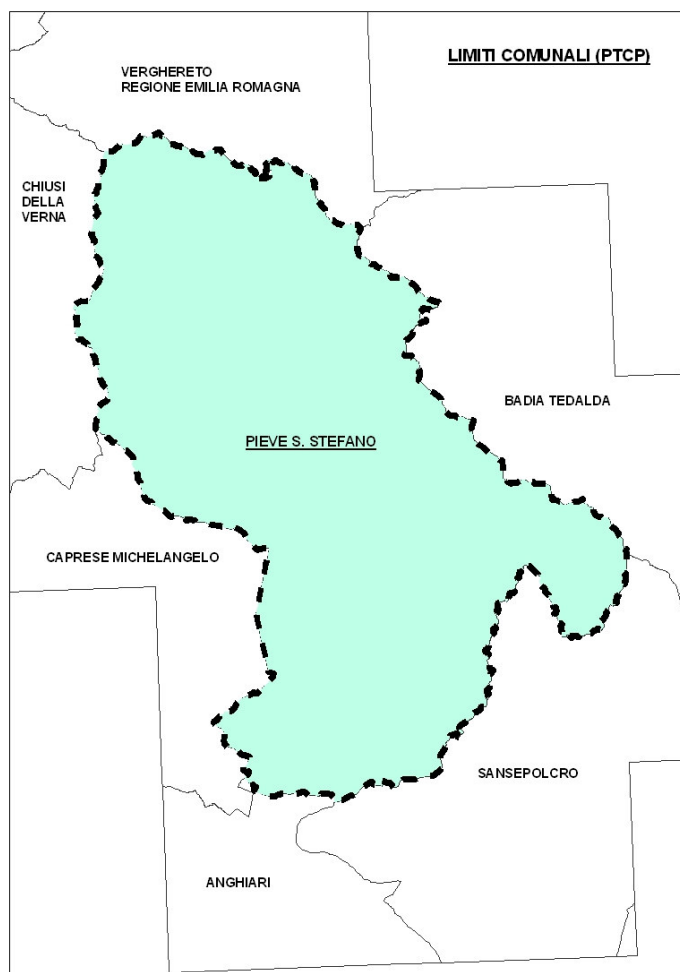 LIMITI COMUNALI (PTCP)
VERGHERETO
REGIONE EMILIA ROMAGNA
CHIUSI
DELLA
VERNA
BADIA TEDALDA
PIEVE S. STEFANO
CAPRESE MICHELANGELO
SANSEPOLCRO
ANGHIARI